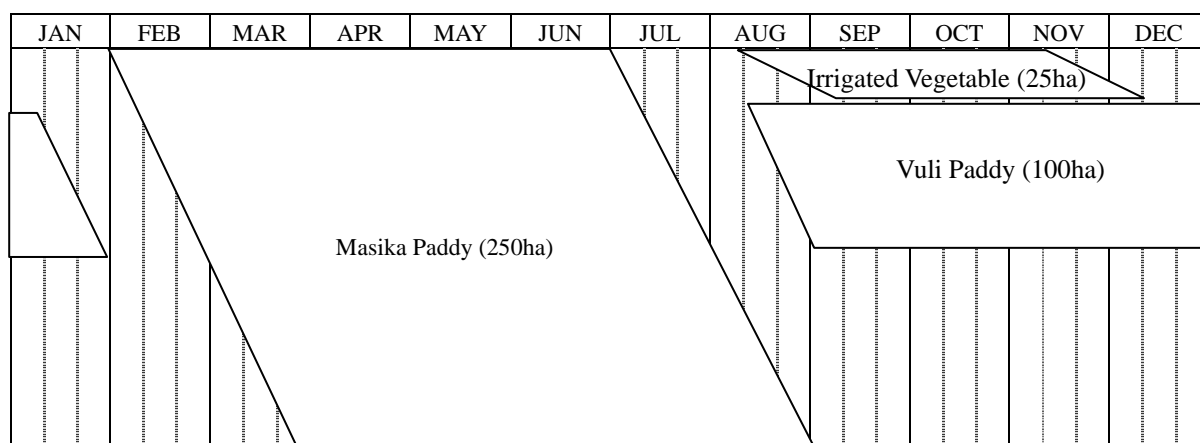 JAN FEB MAR APR MAY JUN JUL AUG SEP OCT NOV DEC
Irrigated Vegetable (25ha)
Vuli Paddy (100ha)
Masika Paddy (250ha)